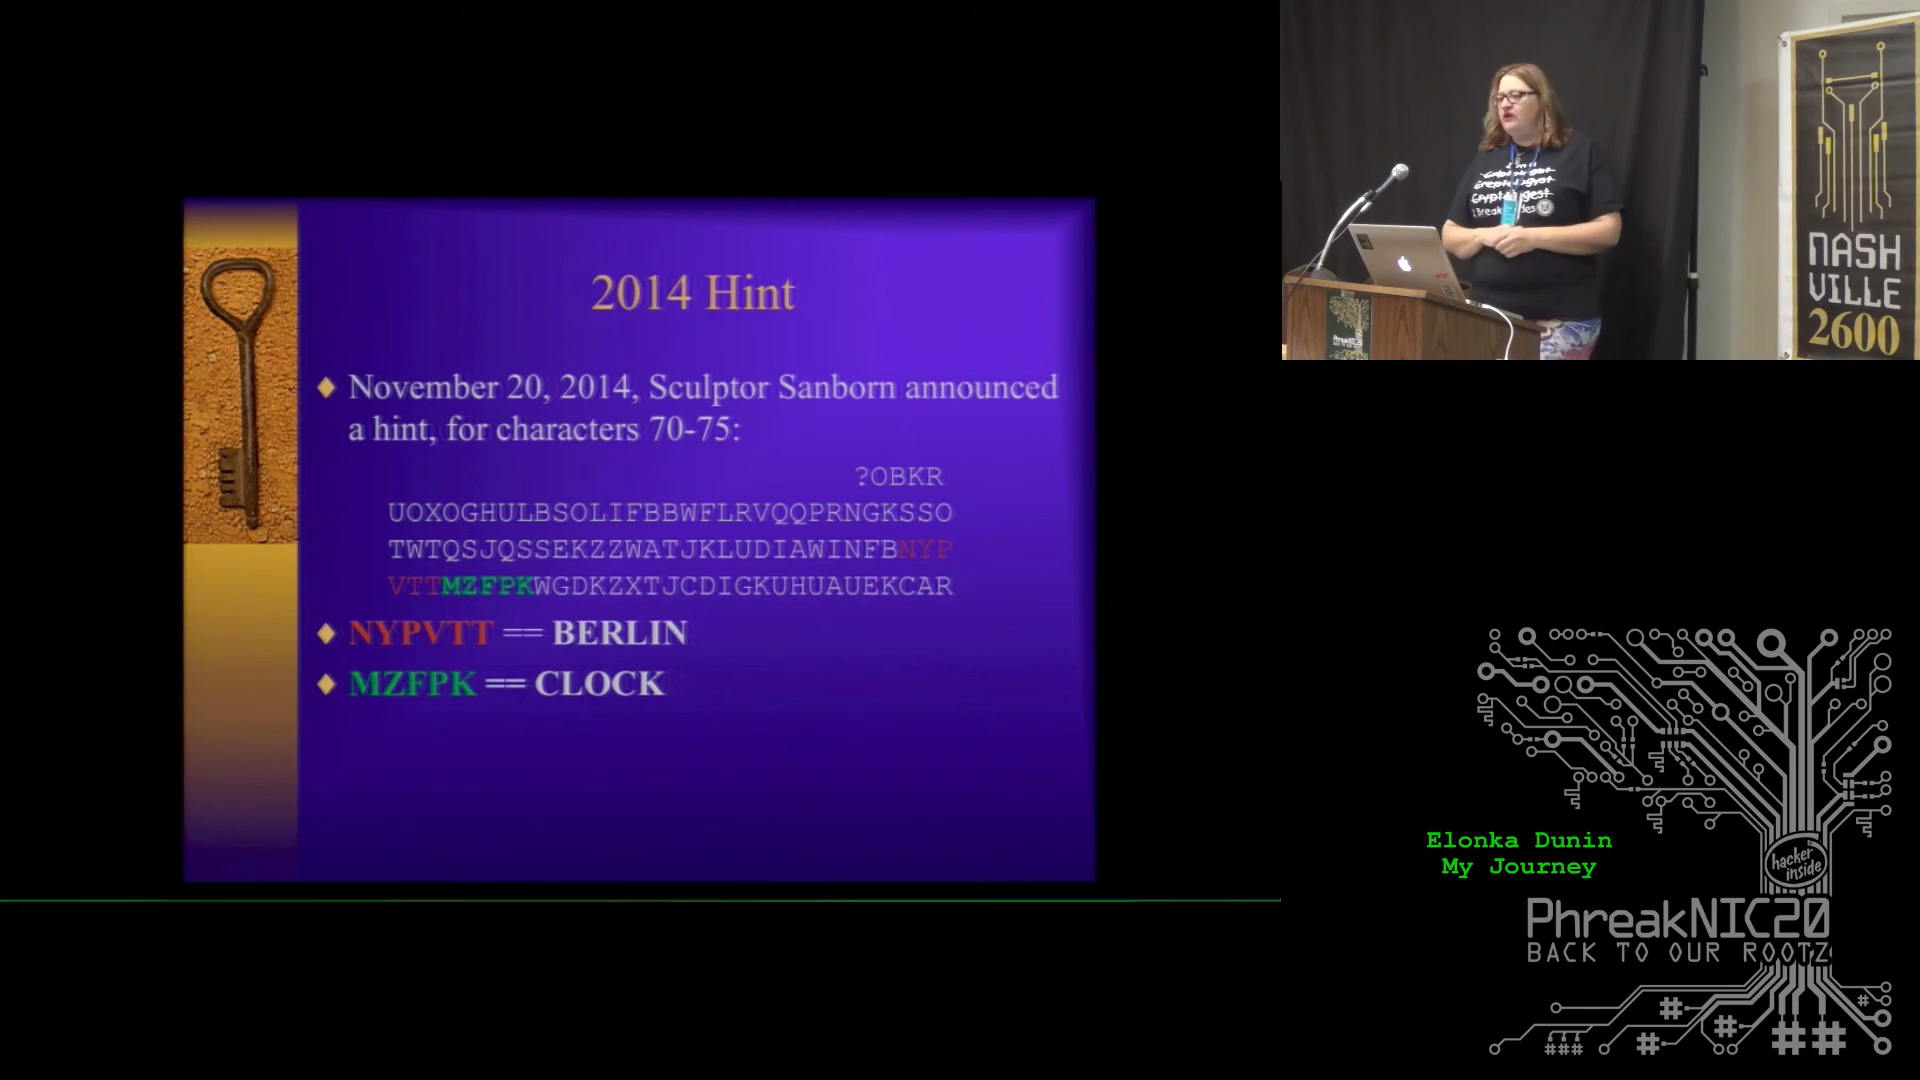 2014 Hint
November 20, 2014, Sculptor Sanborn announced
a hint, for characters 70-75:
?OBKR
UOXOGHULBSOLIFBBWFLRVQQPRNGKSSO
TWTQSJQSSEKZZWATJKLUDIAWINFBNYP
VTTMZFPKWGDKZXTJCDIGKUHUAUEKCAR
NYPVTT == BERLIN
MZFPK == CLOCK
NASH
VILLE
2600
PhreakNIC20
Elonka Dunin
My Journey
hacker
inside
PhreakNIC20
BACK TO OUR ROOTZ
#
#
#
#
##
###